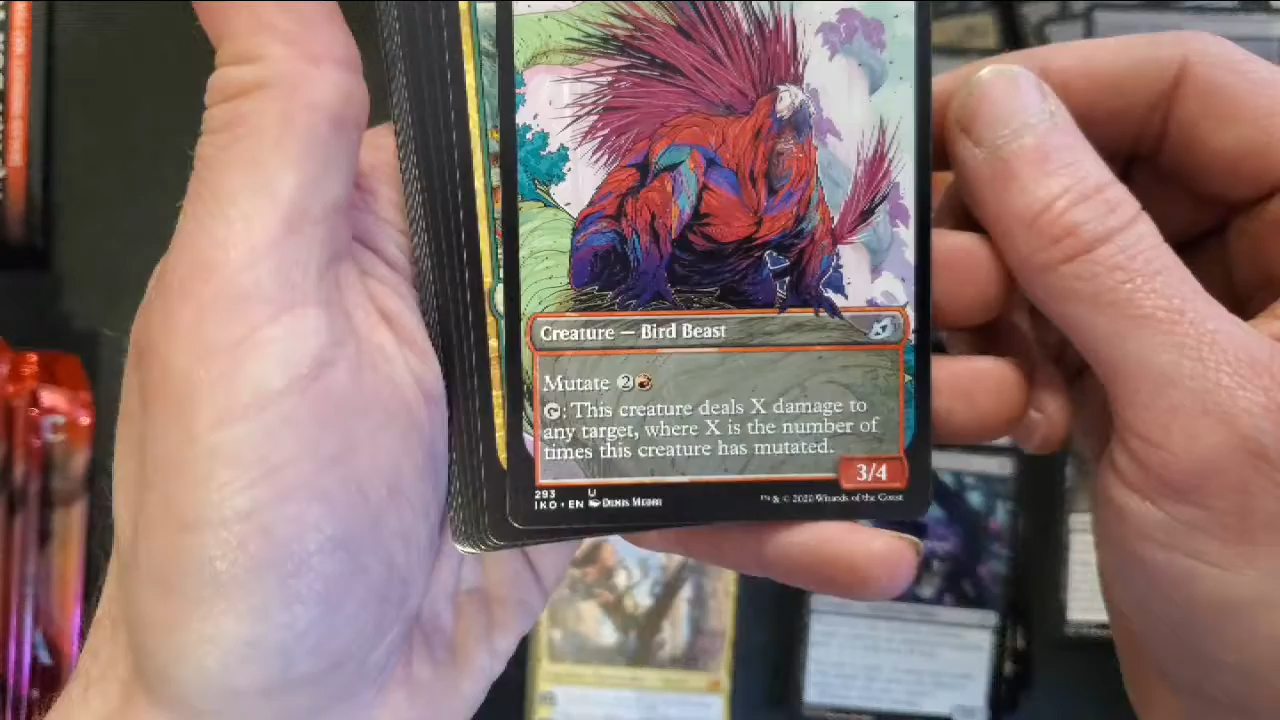 Creature — Bird Beast
Mutate 2
: This creature deals X damage to
any target, where X is the number of
times this creature has mutated.
3/4
293 U
IKO • EN Denis Medri
™ & © 2020 Wizards of the Coast